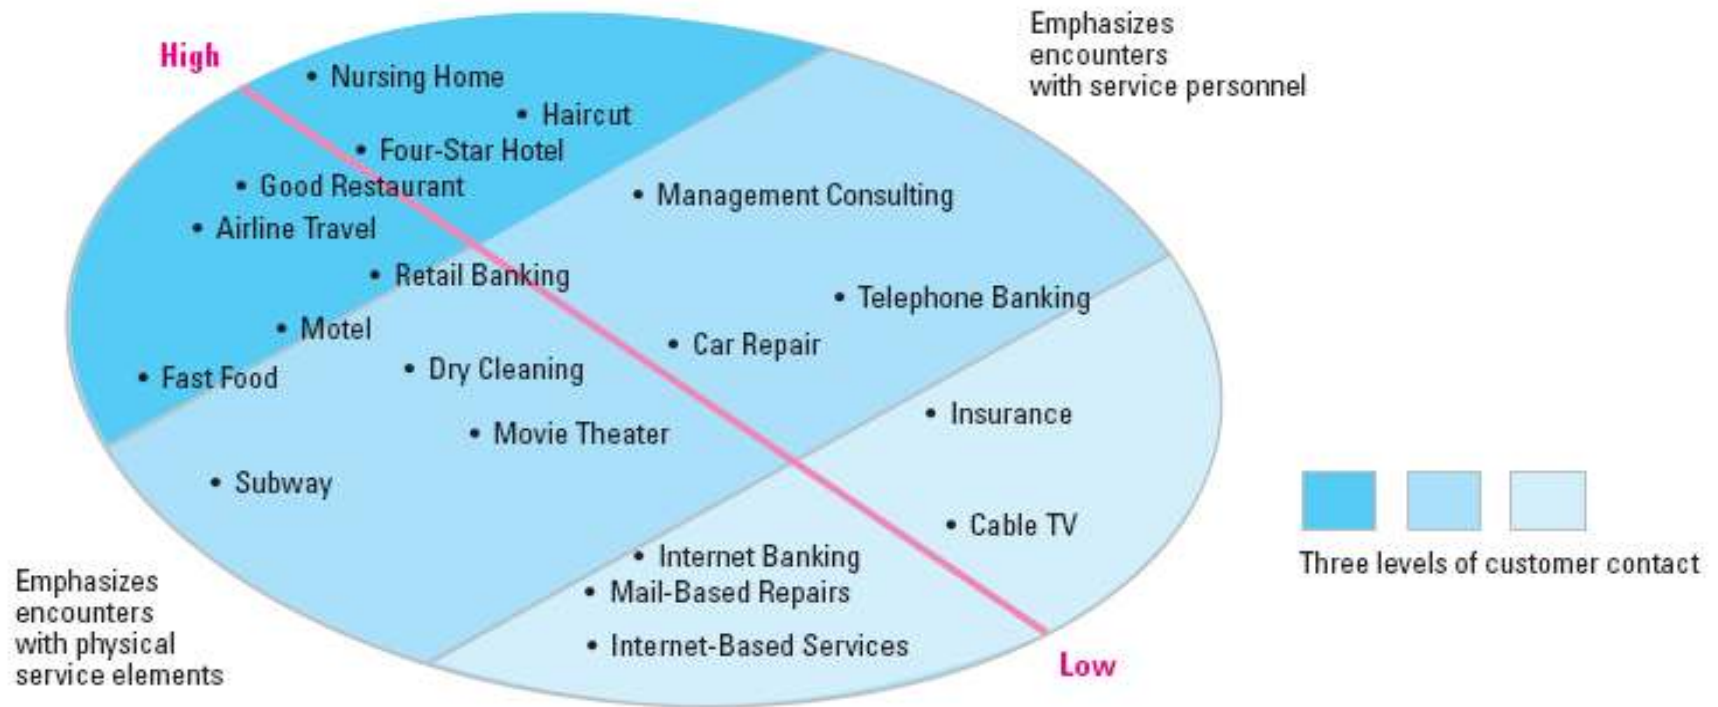 High
• Nursing Home
• Haircut
• Four-Star Hotel
• Good Restaurant
• Airline Travel
• Retail Banking
• Motel
• Fast Food
• Dry Cleaning
• Movie Theater
• Subway
Emphasizes
encounters
with service personnel
• Management Consulting
• Telephone Banking
• Car Repair
• Insurance
• Cable TV
• Internet Banking
• Mail-Based Repairs
• Internet-Based Services
Low
Emphasizes
encounters
with physical
service elements
Three levels of customer contact